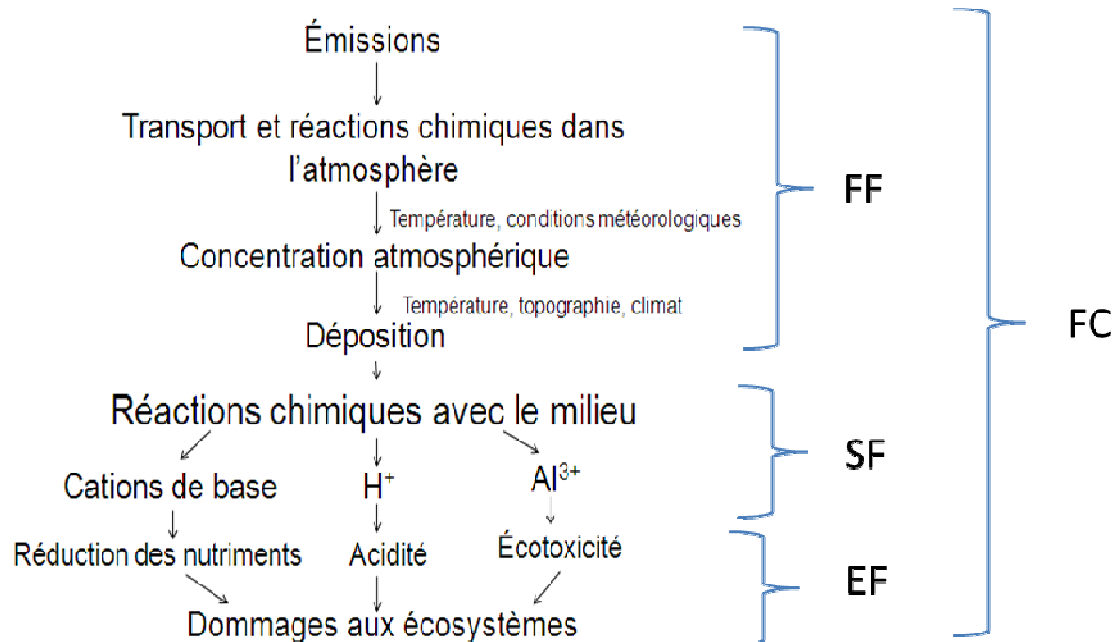 Émissions
Transport et réactions chimiques dans
l'atmosphère
FF
Température, conditions météorologiques
Concentration atmosphérique
Température, topographie, climat
FC
Déposition
Réactions chimiques avec le milieu
SF
Cations de base H⁺ Al³⁺
Réduction des nutriments Acidité Écotoxicité
EF
Dommages aux écosystèmes